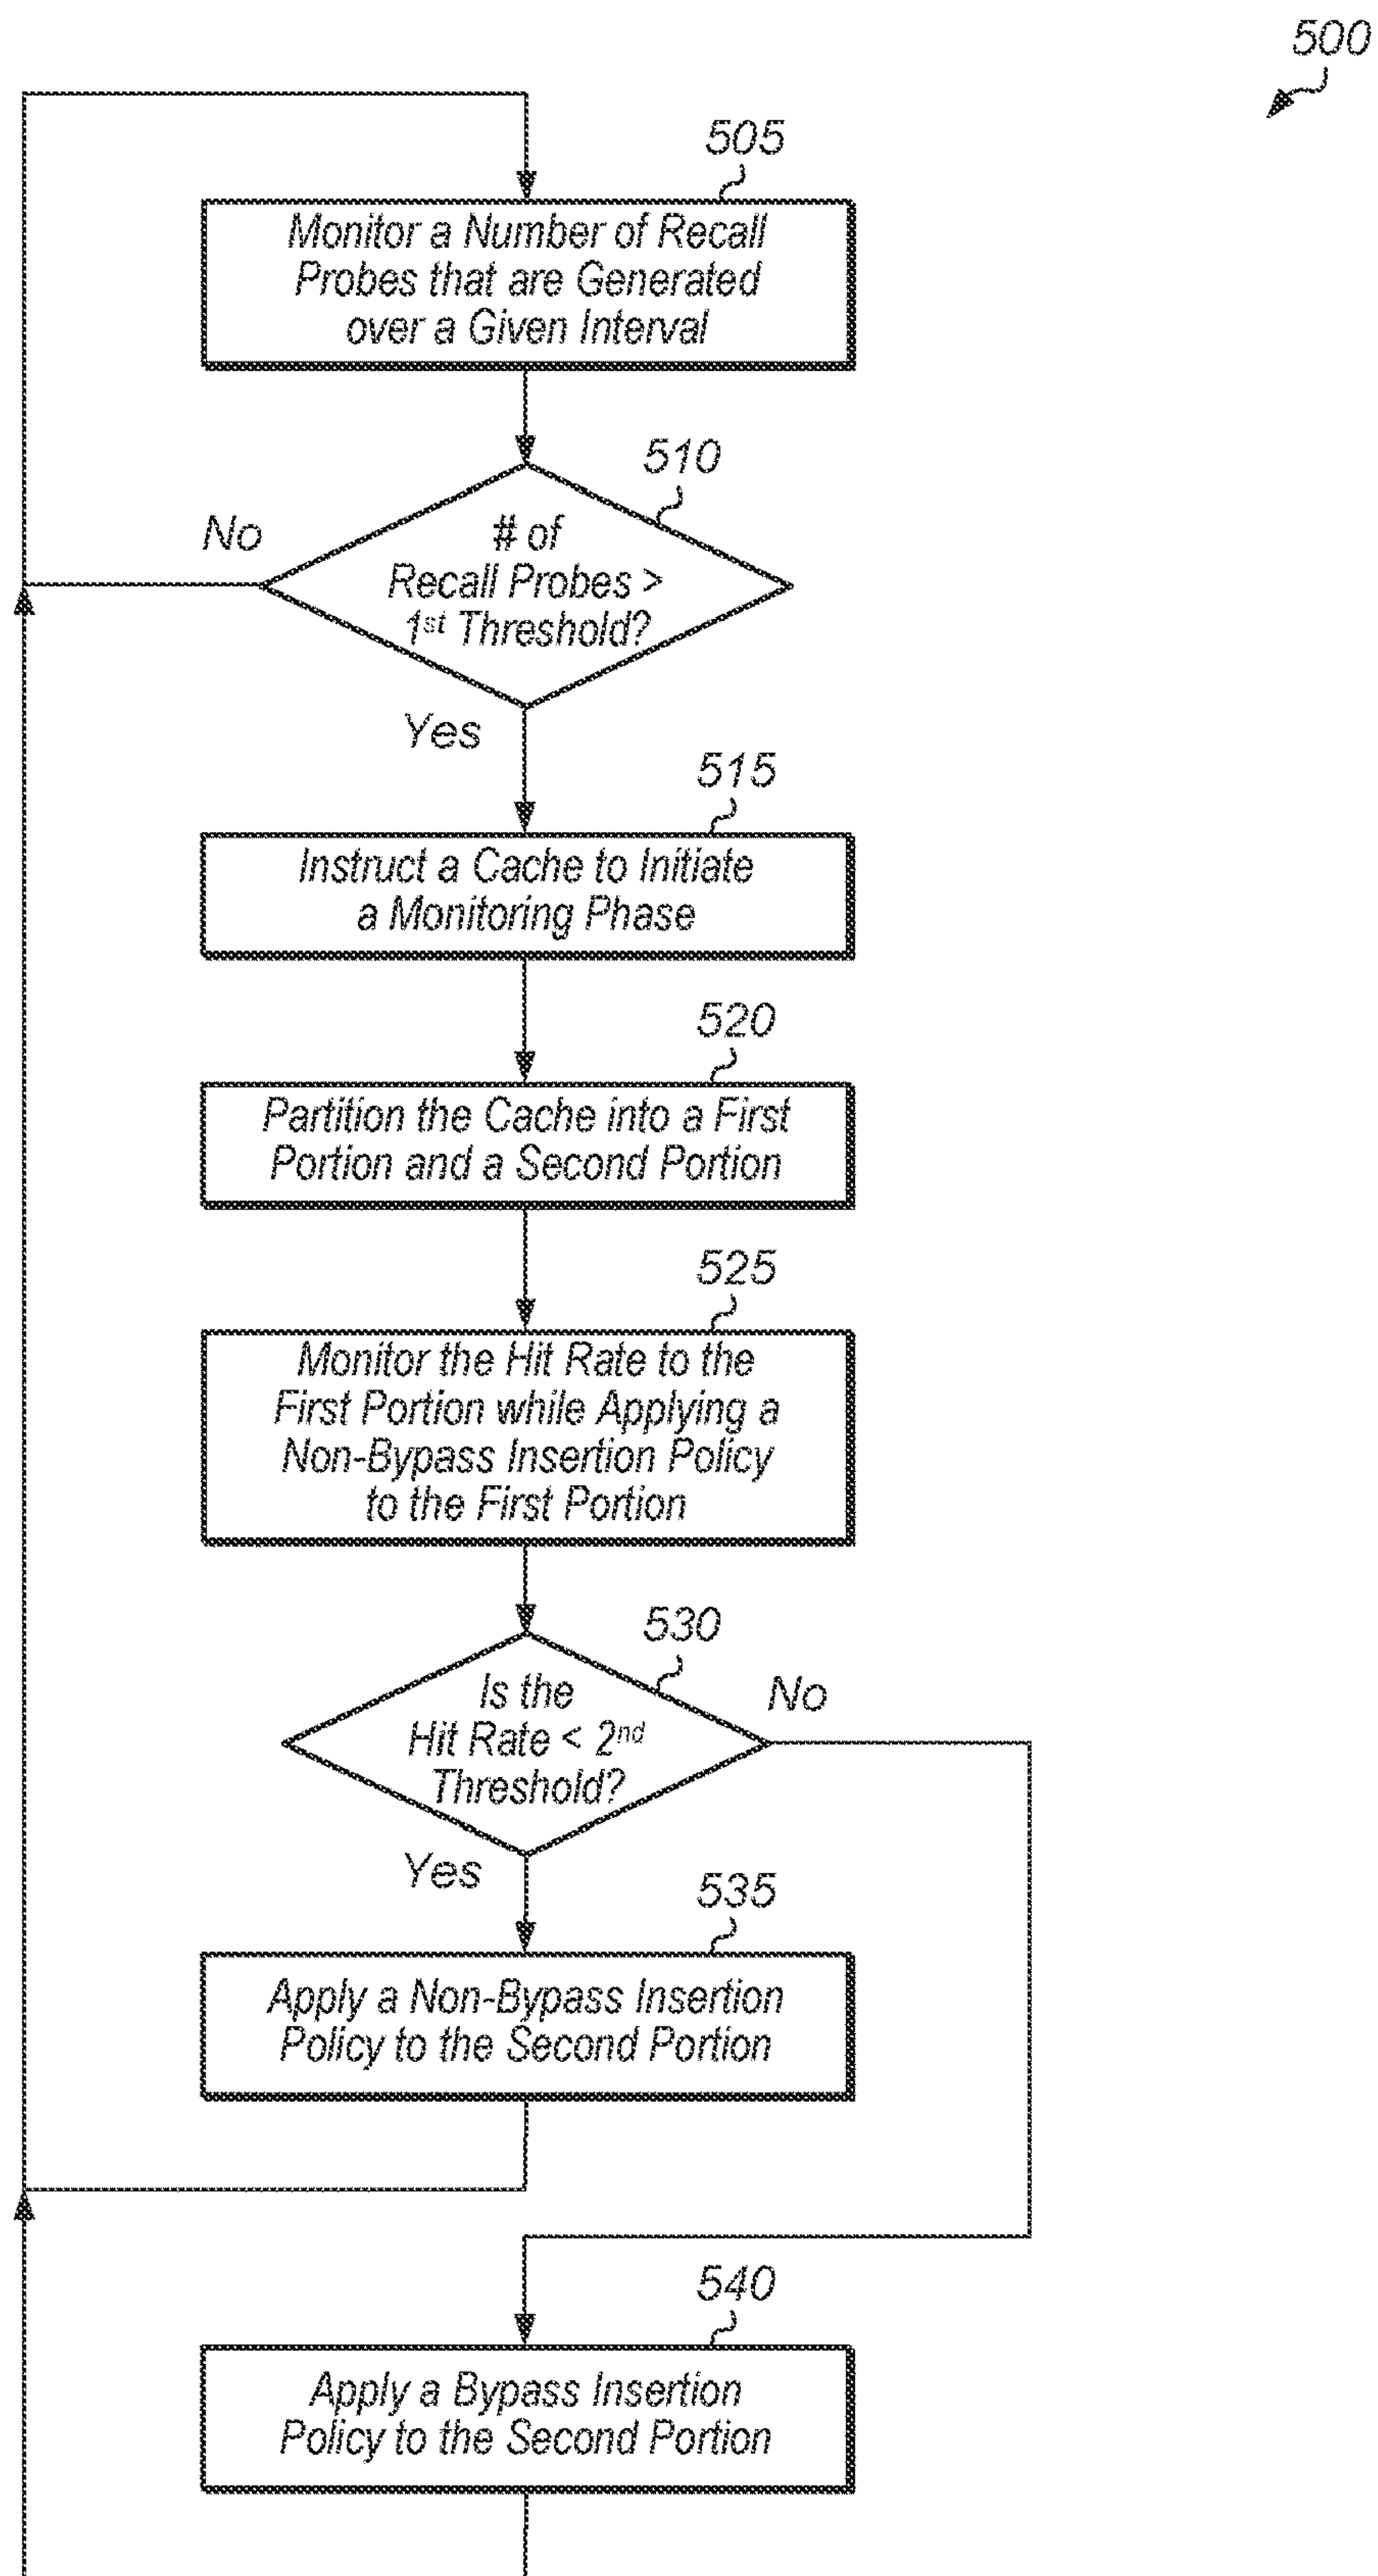 500
505
Monitor a Number of Recall
Probes that are Generated
over a Given Interval
510
# of
Recall Probes >
1st Threshold?
No
Yes
515
Instruct a Cache to Initiate
a Monitoring Phase
520
Partition the Cache into a First
Portion and a Second Portion
525
Monitor the Hit Rate to the
First Portion while Applying a
Non-Bypass Insertion Policy
to the First Portion
530
Is the
Hit Rate < 2nd
Threshold?
No
Yes
535
Apply a Non-Bypass Insertion
Policy to the Second Portion
540
Apply a Bypass Insertion
Policy to the Second Portion